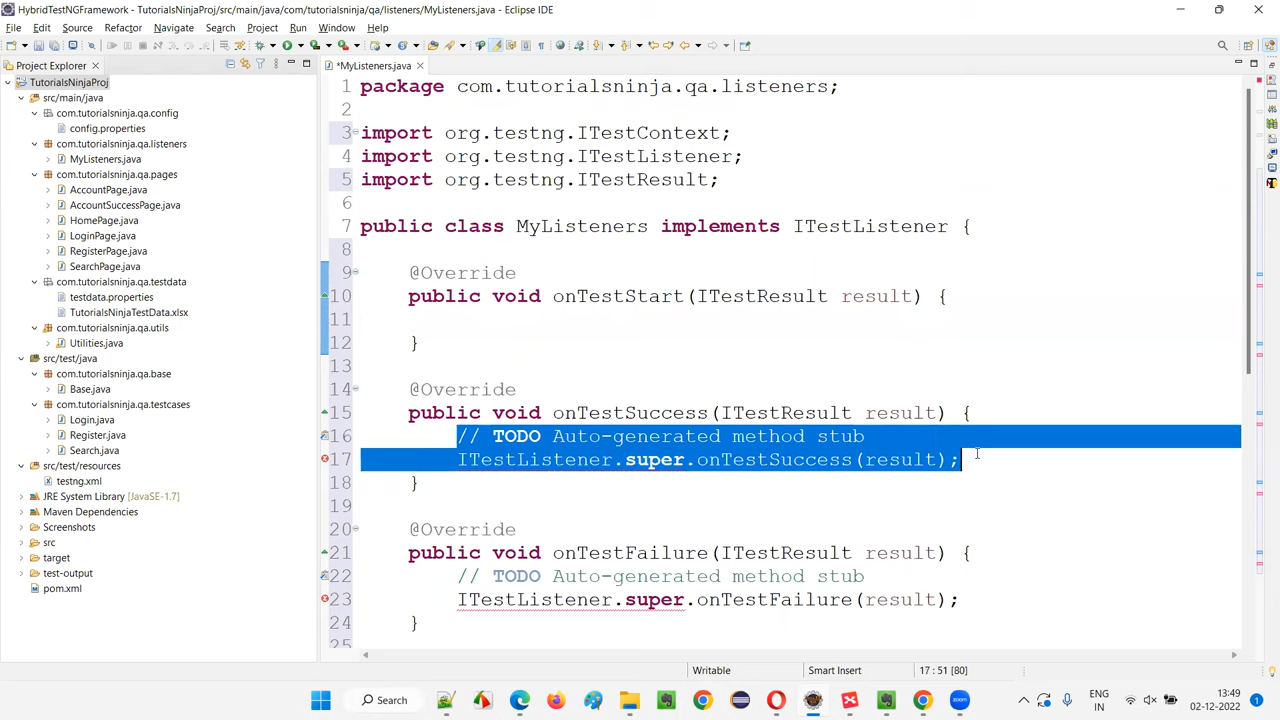 HybridTestNGFramework - TutorialsNinjaProj/src/main/java/com/tutorialsninja/qa/listeners/MyListeners.java - Eclipse IDE
File Edit Source Refactor Navigate Search Project Run Window Help
Project Explorer
TutorialsNinjaProj
src/main/java
com.tutorialsninja.qa.config
config.properties
com.tutorialsninja.qa.listeners
MyListeners.java
com.tutorialsninja.qa.pages
AccountPage.java
AccountSuccessPage.java
HomePage.java
LoginPage.java
RegisterPage.java
SearchPage.java
com.tutorialsninja.qa.testdata
testdata.properties
TutorialsNinjaTestData.xlsx
com.tutorialsninja.qa.utils
Utilities.java
src/test/java
com.tutorialsninja.qa.base
Base.java
com.tutorialsninja.qa.testcases
Login.java
Register.java
Search.java
src/test/resources
testng.xml
JRE System Library [JavaSE-1.7]
Maven Dependencies
Screenshots
src
target
test-output
pom.xml
*MyListeners.java
1 package com.tutorialsninja.qa.listeners;
2
3 import org.testng.ITestContext;
4 import org.testng.ITestListener;
5 import org.testng.ITestResult;
6
7 public class MyListeners implements ITestListener {
8
9 @Override
10 public void onTestStart(ITestResult result) {
11
12 }
13
14 @Override
15 public void onTestSuccess(ITestResult result) {
16 // TODO Auto-generated method stub
17 ITestListener.super.onTestSuccess(result);
18 }
19
20 @Override
21 public void onTestFailure(ITestResult result) {
22 // TODO Auto-generated method stub
23 ITestListener.super.onTestFailure(result);
24 }
25
Writable Smart Insert 17 : 51 [80]
Search
ENG
IN
13:49
02-12-2022
1